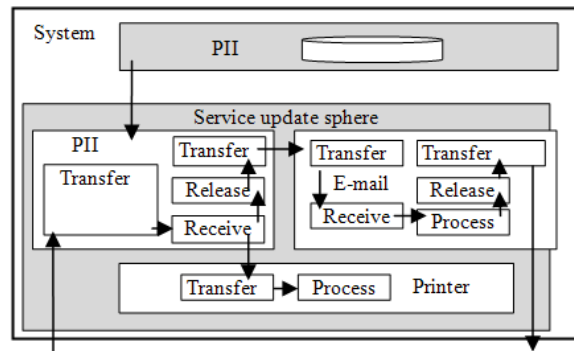 System
PII
Service update sphere
PII
Transfer
Transfer
Release
Receive
Transfer
E-mail
Receive
Transfer
Release
Process
Transfer
Process
Printer